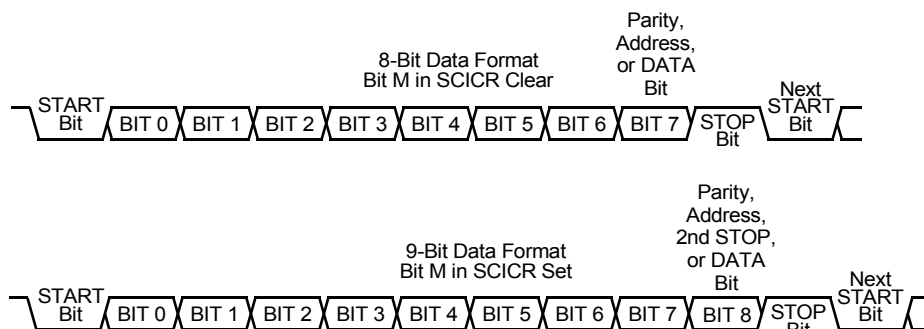 Parity,
Address,
or DATA
Bit
8-Bit Data Format
Bit M in SCICR Clear
START
Bit
BIT 0 BIT 1 BIT 2 BIT 3 BIT 4 BIT 5 BIT 6 BIT 7
STOP
Bit
Next
START
Bit
Parity,
Address,
2nd STOP,
or DATA
Bit
9-Bit Data Format
Bit M in SCICR Set
START
Bit
BIT 0 BIT 1 BIT 2 BIT 3 BIT 4 BIT 5 BIT 6 BIT 7 BIT 8
STOP
Bit
Next
START
Bit